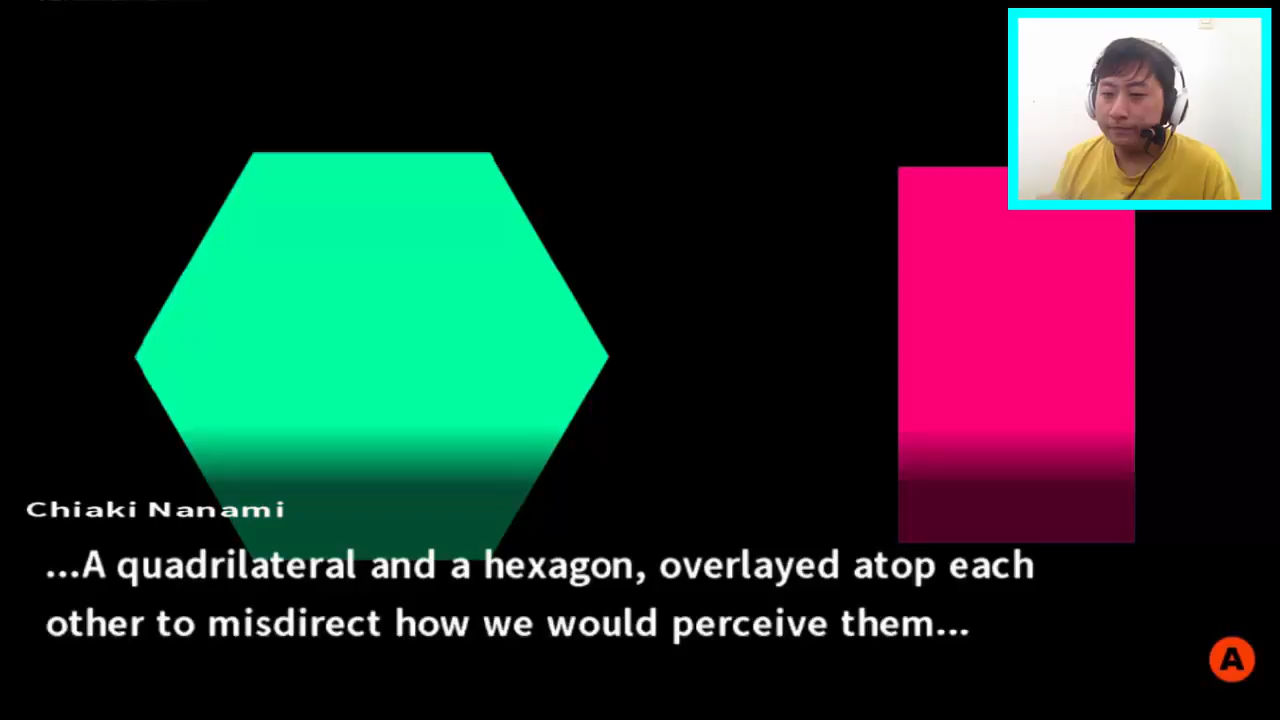 Chiaki Nanami
...A quadrilateral and a hexagon, overlayed atop each
other to misdirect how we would perceive them...
A